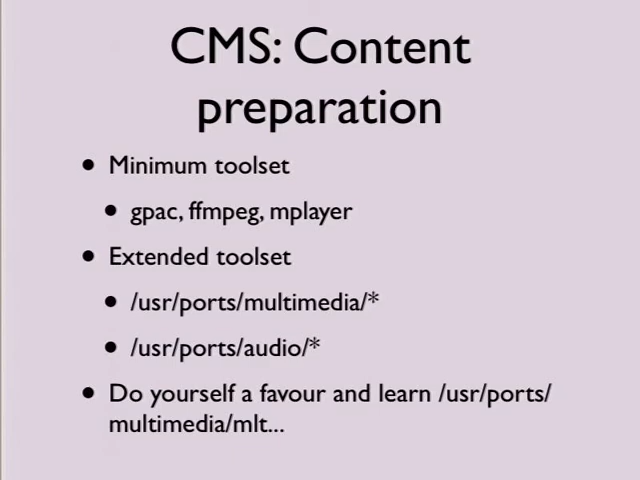 CMS: Content
preparation
• Minimum toolset
• gpac, ffmpeg, mplayer
• Extended toolset
• /usr/ports/multimedia/*
• /usr/ports/audio/*
• Do yourself a favour and learn /usr/ports/
multimedia/mlt...